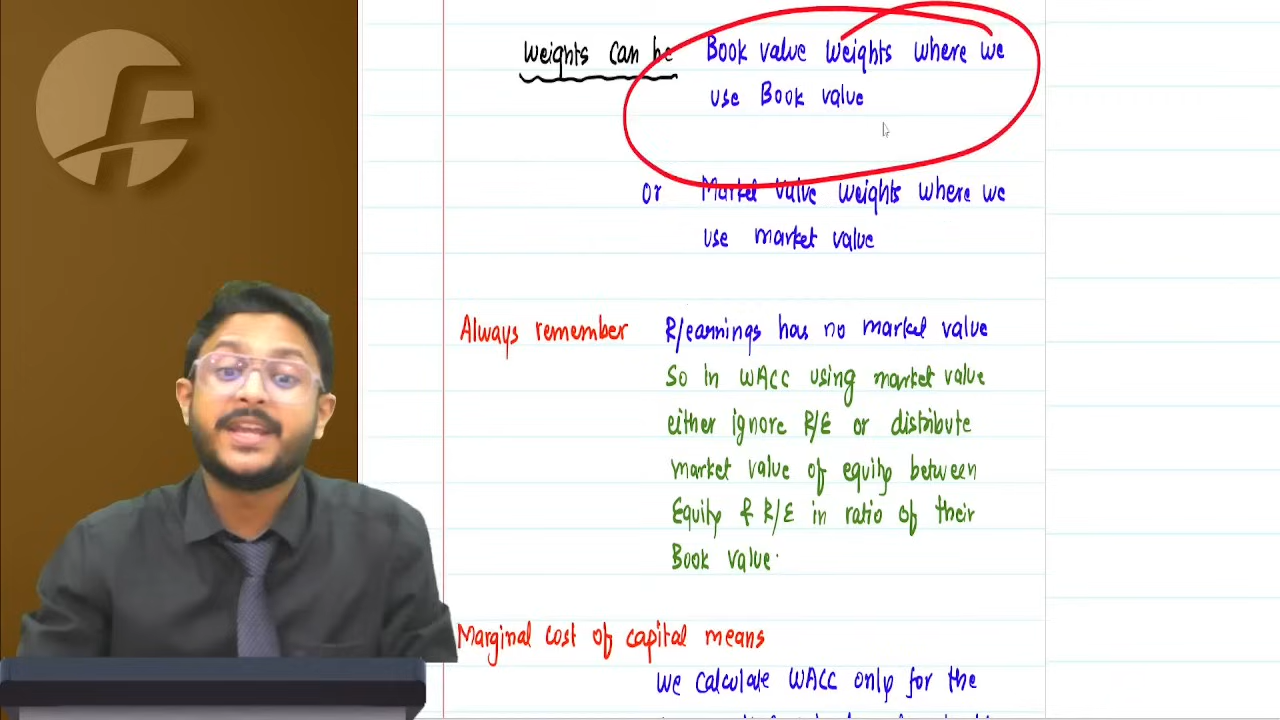 Weights can be Book value Weights where we
use Book value
or Market value Weights where we
use market value
Always remember R/earnings has no market value
So in WACC using market value
either ignore R/E or distribute
market value of equity between
Equity & R/E in ratio of their
Book value.
Marginal cost of capital means
we calculate WACC only for the